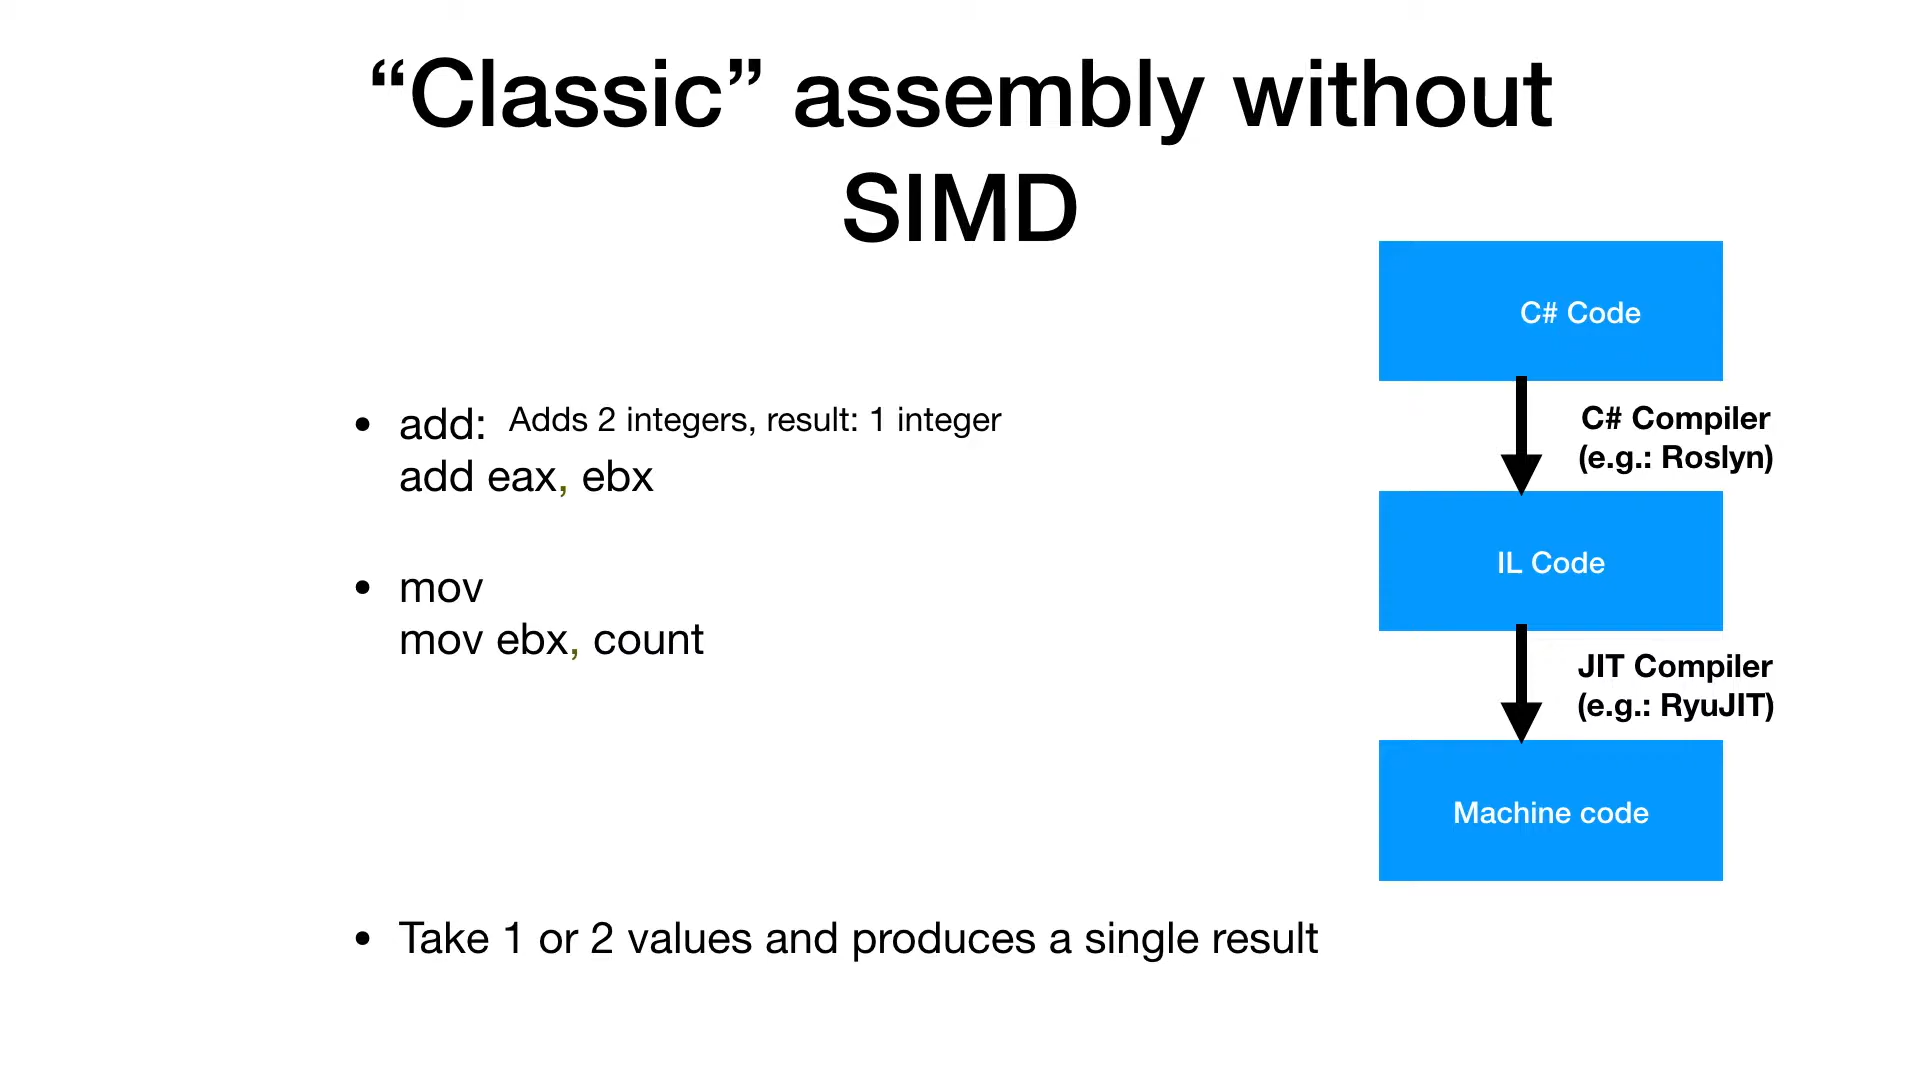 “Classic” assembly without
SIMD
• add: Adds 2 integers, result: 1 integer
add eax, ebx
• mov
mov ebx, count
• Take 1 or 2 values and produces a single result
C# Code
C# Compiler
(e.g.: Roslyn)
IL Code
JIT Compiler
(e.g.: RyuJIT)
Machine code